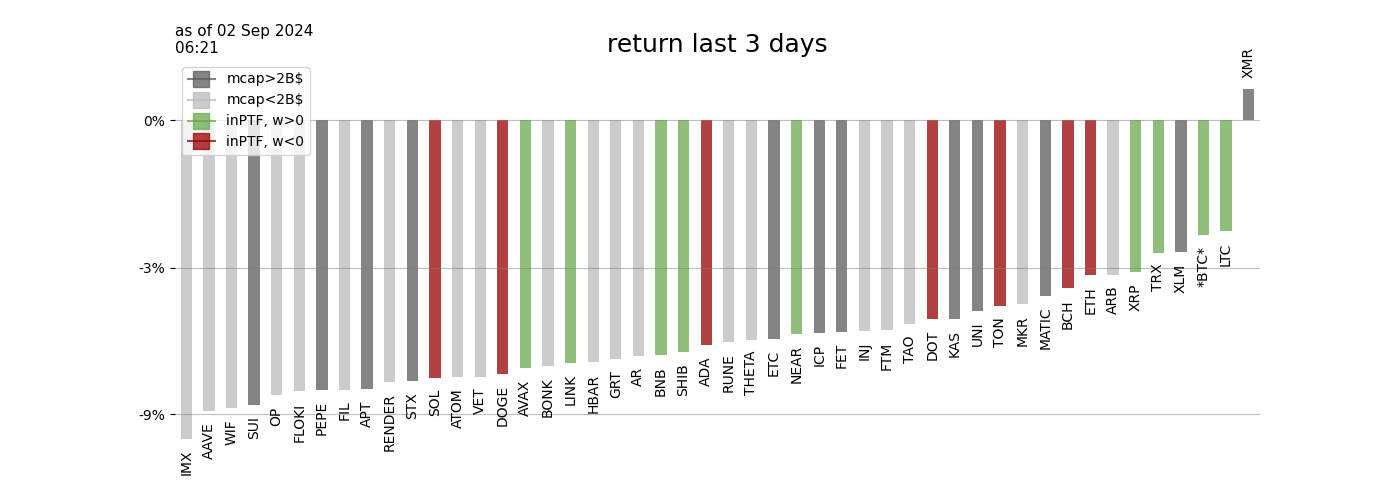 as of 02 Sep 2024
06:21
return last 3 days
mcap>2B$
mcap<2B$
inPTF, w>0
inPTF, w<0
0%
-3%
-9%
IMX
AAVE
WIF
SUI
OP
FLOKI
PEPE
FIL
APT
RENDER
STX
SOL
ATOM
VET
DOGE
AVAX
BONK
LINK
HBAR
GRT
AR
BNB
SHIB
ADA
RUNE
THETA
ETC
NEAR
ICP
FET
INJ
FTM
TAO
DOT
KAS
UNI
TON
MKR
MATIC
BCH
ETH
ARB
XRP
TRX
XLM
*BTC*
LTC
XMR